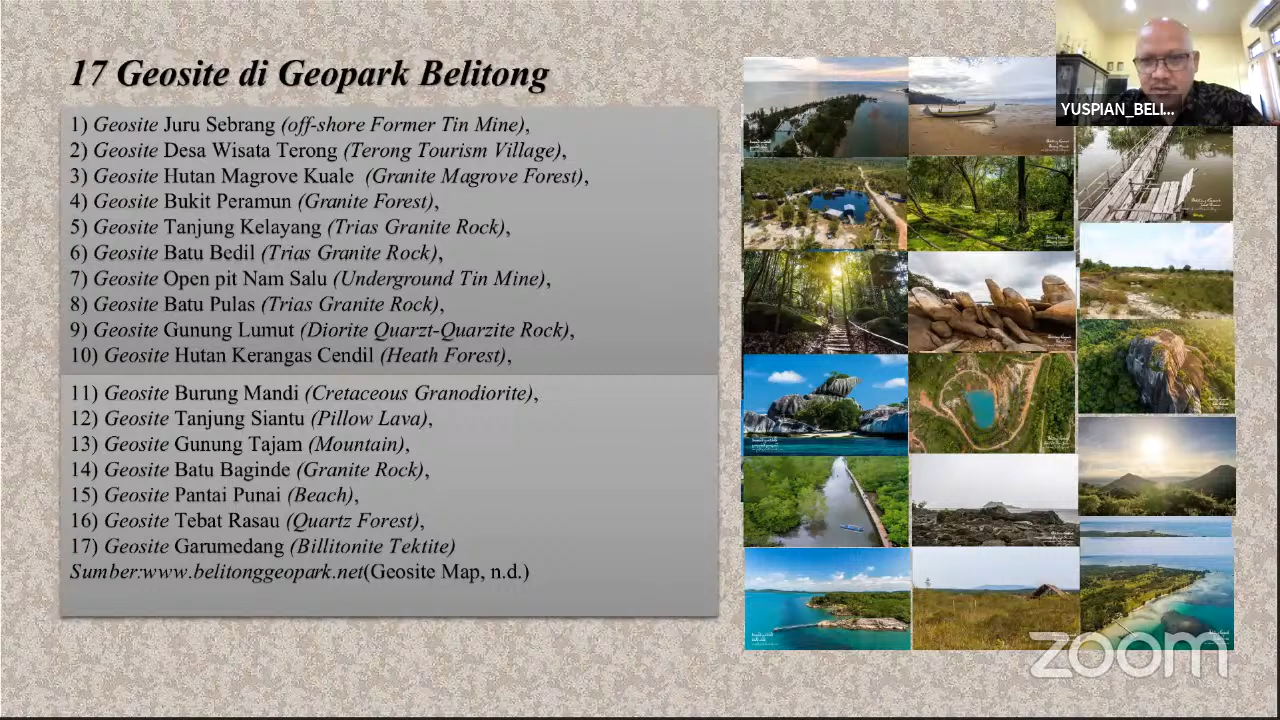 17 Geosite di Geopark Belitong
1) Geosite Juru Sebrang (off-shore Former Tin Mine),
2) Geosite Desa Wisata Terong (Terong Tourism Village),
3) Geosite Hutan Magrove Kuale (Granite Magrove Forest),
4) Geosite Bukit Peramun (Granite Forest),
5) Geosite Tanjung Kelayang (Trias Granite Rock),
6) Geosite Batu Bedil (Trias Granite Rock),
7) Geosite Open pit Nam Salu (Underground Tin Mine),
8) Geosite Batu Pulas (Trias Granite Rock),
9) Geosite Gunung Lumut (Diorite Quarzt-Quarzite Rock),
10) Geosite Hutan Kerangas Cendil (Heath Forest),
11) Geosite Burung Mandi (Cretaceous Granodiorite),
12) Geosite Tanjung Siantu (Pillow Lava),
13) Geosite Gunung Tajam (Mountain),
14) Geosite Batu Baginde (Granite Rock),
15) Geosite Pantai Punai (Beach),
16) Geosite Tebat Rasau (Quartz Forest),
17) Geosite Garumedang (Billitonite Tektite)
Sumber:www.belitonggeopark.net(Geosite Map, n.d.)
YUSPIAN_BELI...
zoom